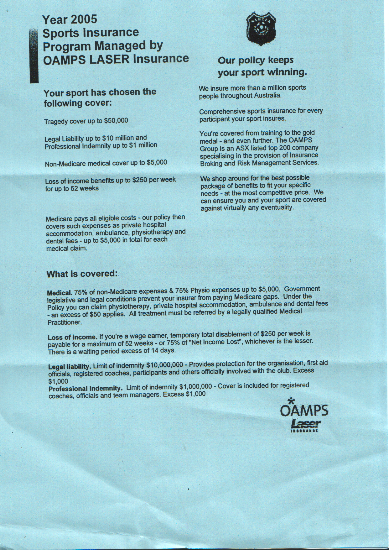 Year 2005
Sports Insurance
Program Managed by
OAMPS LASER Insurance
Your sport has chosen the
following cover:
Tragedy cover up to $50,000
Legal Liability up to $10 million and
Professional Indemnity up to $1 million
Non-Medicare medical cover up to $5,000
Loss of income benefits up to $250 per week
for up to 52 weeks
Medicare pays all eligible costs - our policy then
covers such expenses as private hospital
accommodation, ambulance, physiotherapy and
dental fees - up to $5,000 in total for each
medical claim.
Our policy keeps
your sport winning.
We insure more than a million sports
people throughout Australia
Comprehensive sports insurance for every
participant your sport insures.
You're covered from training to the gold
medal - and even further. The OAMPS
Group is an ASX listed top 200 company
specialising in the provision of Insurance
Broking and Risk Management Services.
We shop around for the best possible
package of benefits to fit your specific
needs - at the most competitive price. We
can ensure you and your sport are covered
against virtually any eventuality.
What is covered:
Medical. 75% of non-Medicare expenses & 75% Physio expenses up to $5,000. Government
legislative and legal conditions prevent your insurer from paying Medicare gaps. Under the
Policy you can claim physiotherapy, private hospital accommodation, ambulance and dental fees
- an excess of $50 applies. All treatment must be referred by a legally qualified Medical
Practitioner.
Loss of Income. If you're a wage earner, temporary total disablement of $250 per week is
payable for a maximum of 52 weeks - or 75% of "Net Income Lost", whichever is the lesser.
There is a waiting period excess of 14 days.
Legal liability. Limit of indemnity $10,000,000 - Provides protection for the organisation, first aid
officials, registered coaches, participants and others officially involved with the club. Excess
$1,000
Professional Indemnity. Limit of indemnity $1,000,000 - Cover is included for registered
coaches, officials and team managers. Excess $1,000
OAMPS
Laser
INSURANCE